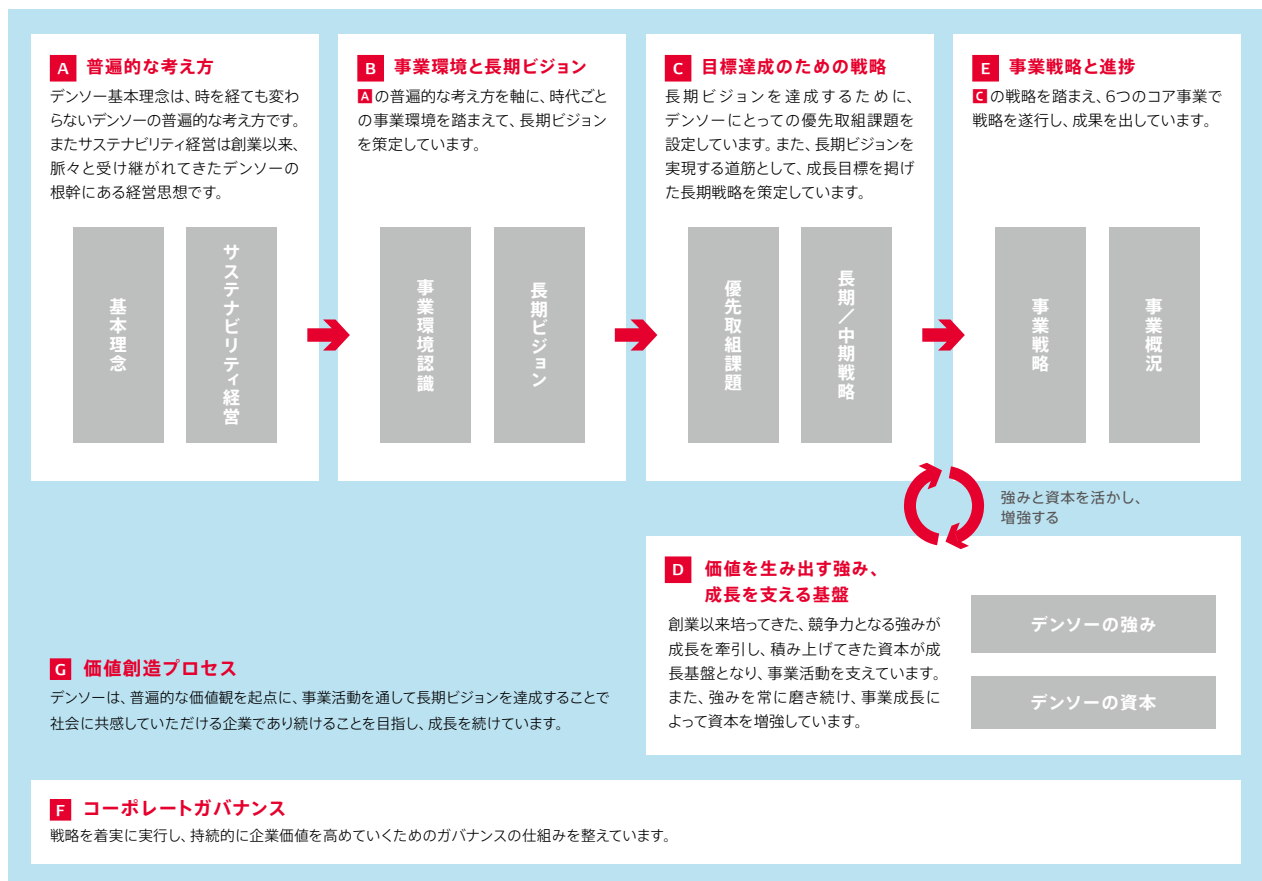 A 普遍的な考え方
デンソー基本理念は、時を経ても変わ
らないデンソーの普遍的な考え方です。
またサステナビリティ経営は創業以来、
脈々と受け継がれてきたデンソーの
根幹にある経営思想です。
基本理念
サステナビリティ経営
B 事業環境と長期ビジョン
Aの普遍的な考え方を軸に、時代ごと
の事業環境を踏まえて、長期ビジョン
を策定しています。
事業環境認識
長期ビジョン
C 目標達成のための戦略
長期ビジョンを達成するために、
デンソーにとっての優先取組課題を
設定しています。また、長期ビジョンを
実現する道筋として、成長目標を掲げ
た長期戦略を策定しています。
優先取組課題
長期／中期戦略
E 事業戦略と進捗
Cの戦略を踏まえ、6つのコア事業で
戦略を遂行し、成果を出しています。
事業戦略
事業概況
強みと資本を活かし、
増強する
D 価値を生み出す強み、
成長を支える基盤
創業以来培ってきた、競争力となる強みが
成長を牽引し、積み上げてきた資本が成
長基盤となり、事業活動を支えています。
また、強みを常に磨き続け、事業成長に
よって資本を増強しています。
デンソーの強み
デンソーの資本
G 価値創造プロセス
デンソーは、普遍的な価値観を起点に、事業活動を通して長期ビジョンを達成することで
社会に共感していただける企業であり続けることを目指し、成長を続けています。
F コーポレートガバナンス
戦略を着実に実行し、持続的に企業価値を高めていくためのガバナンスの仕組みを整えています。